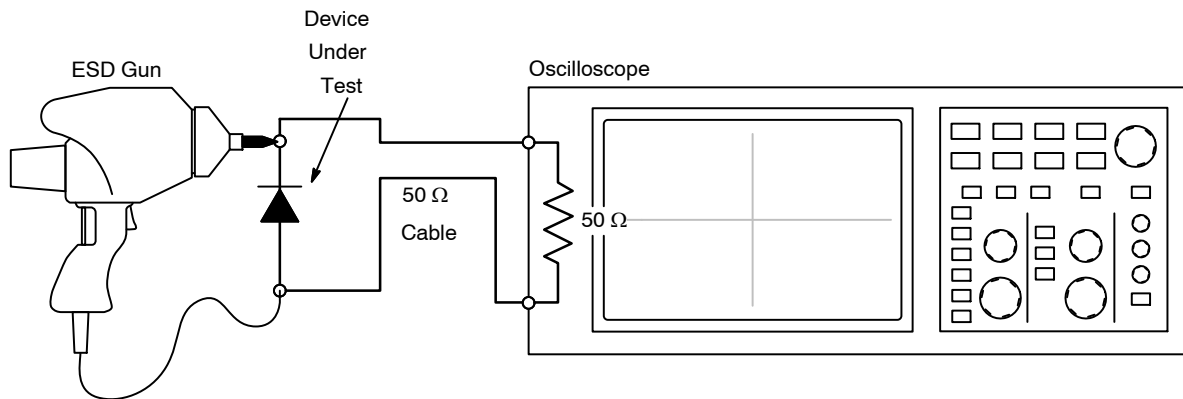 Device
Under
Test
ESD Gun
Oscilloscope
50 Ω
Cable
50 Ω